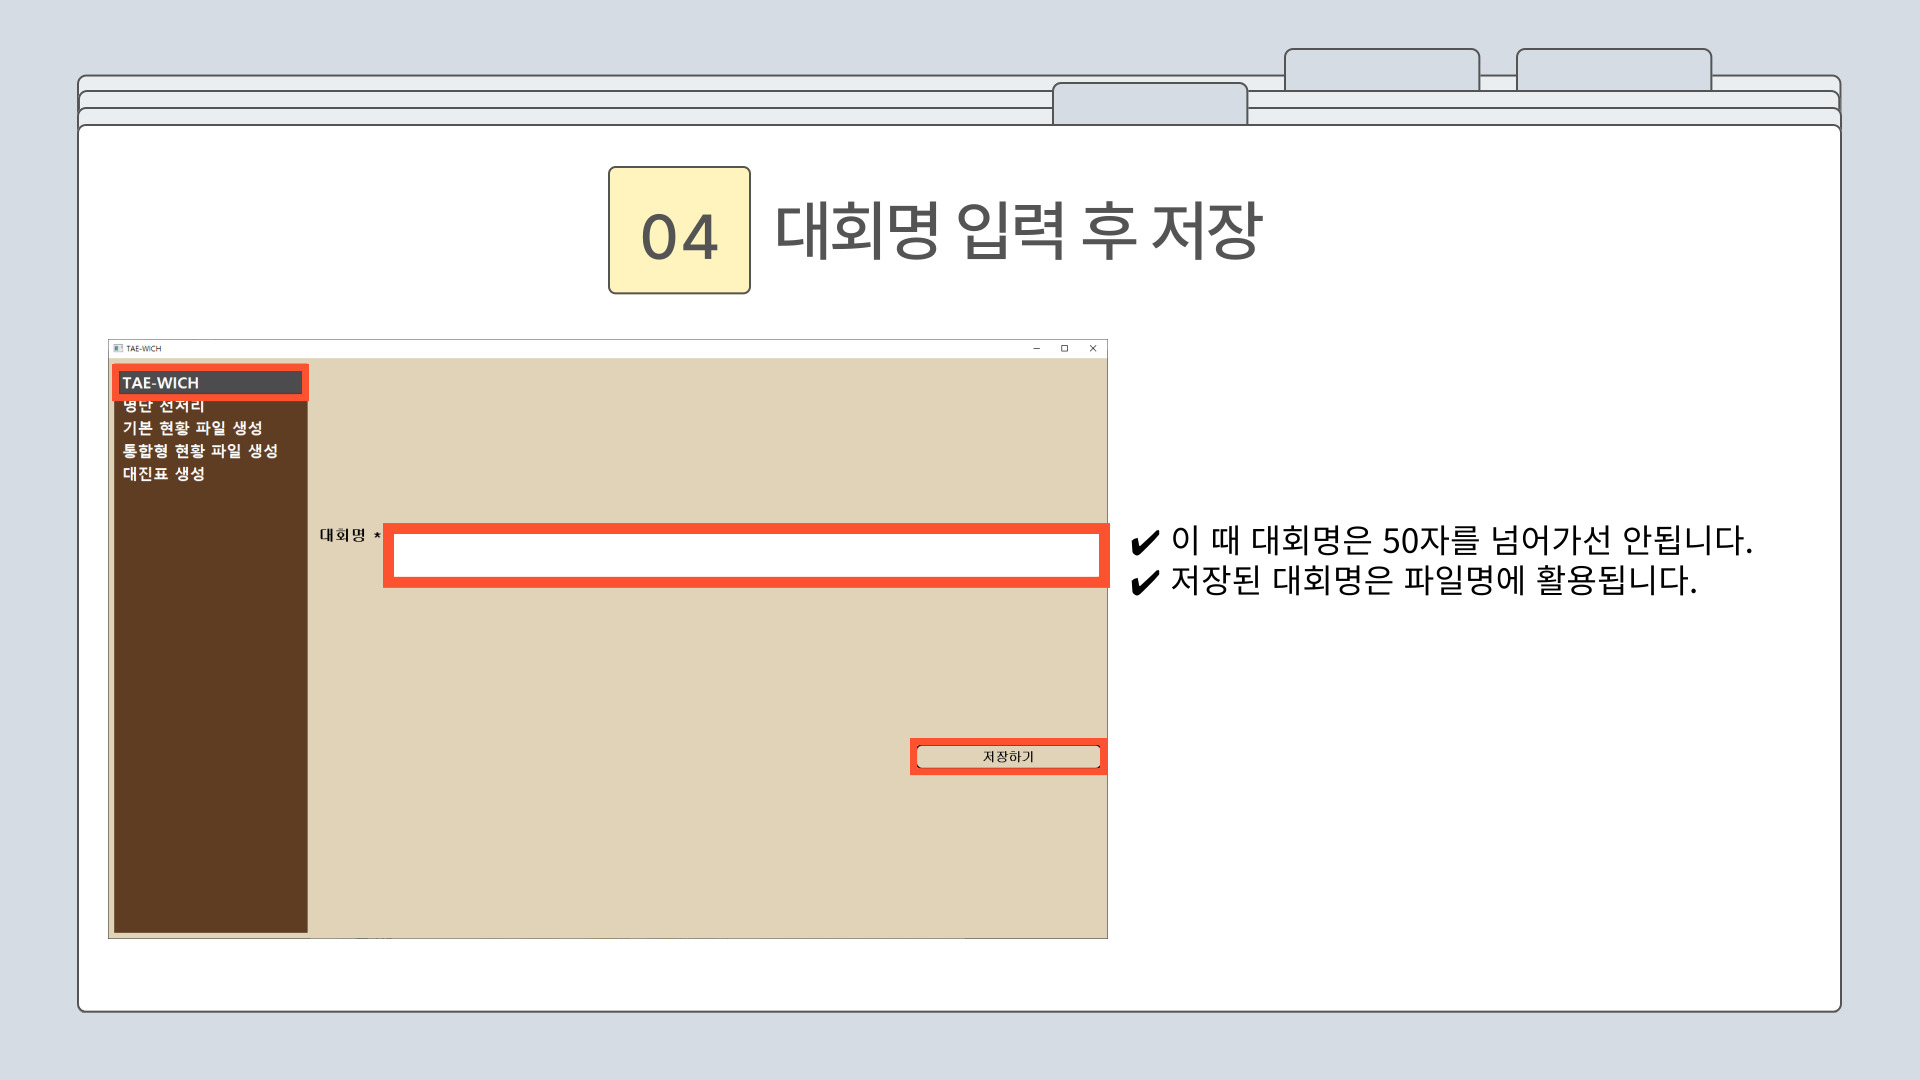 04
대회명 입력 후 저장
TAE-WICH
TAE-WICH
명단 전처리
기본 현황 파일 생성
통합형 현황 파일 생성
대진표 생성
대회명 *
저장하기
✔ 이 때 대회명은 50자를 넘어가선 안됩니다.
✔ 저장된 대회명은 파일명에 활용됩니다.